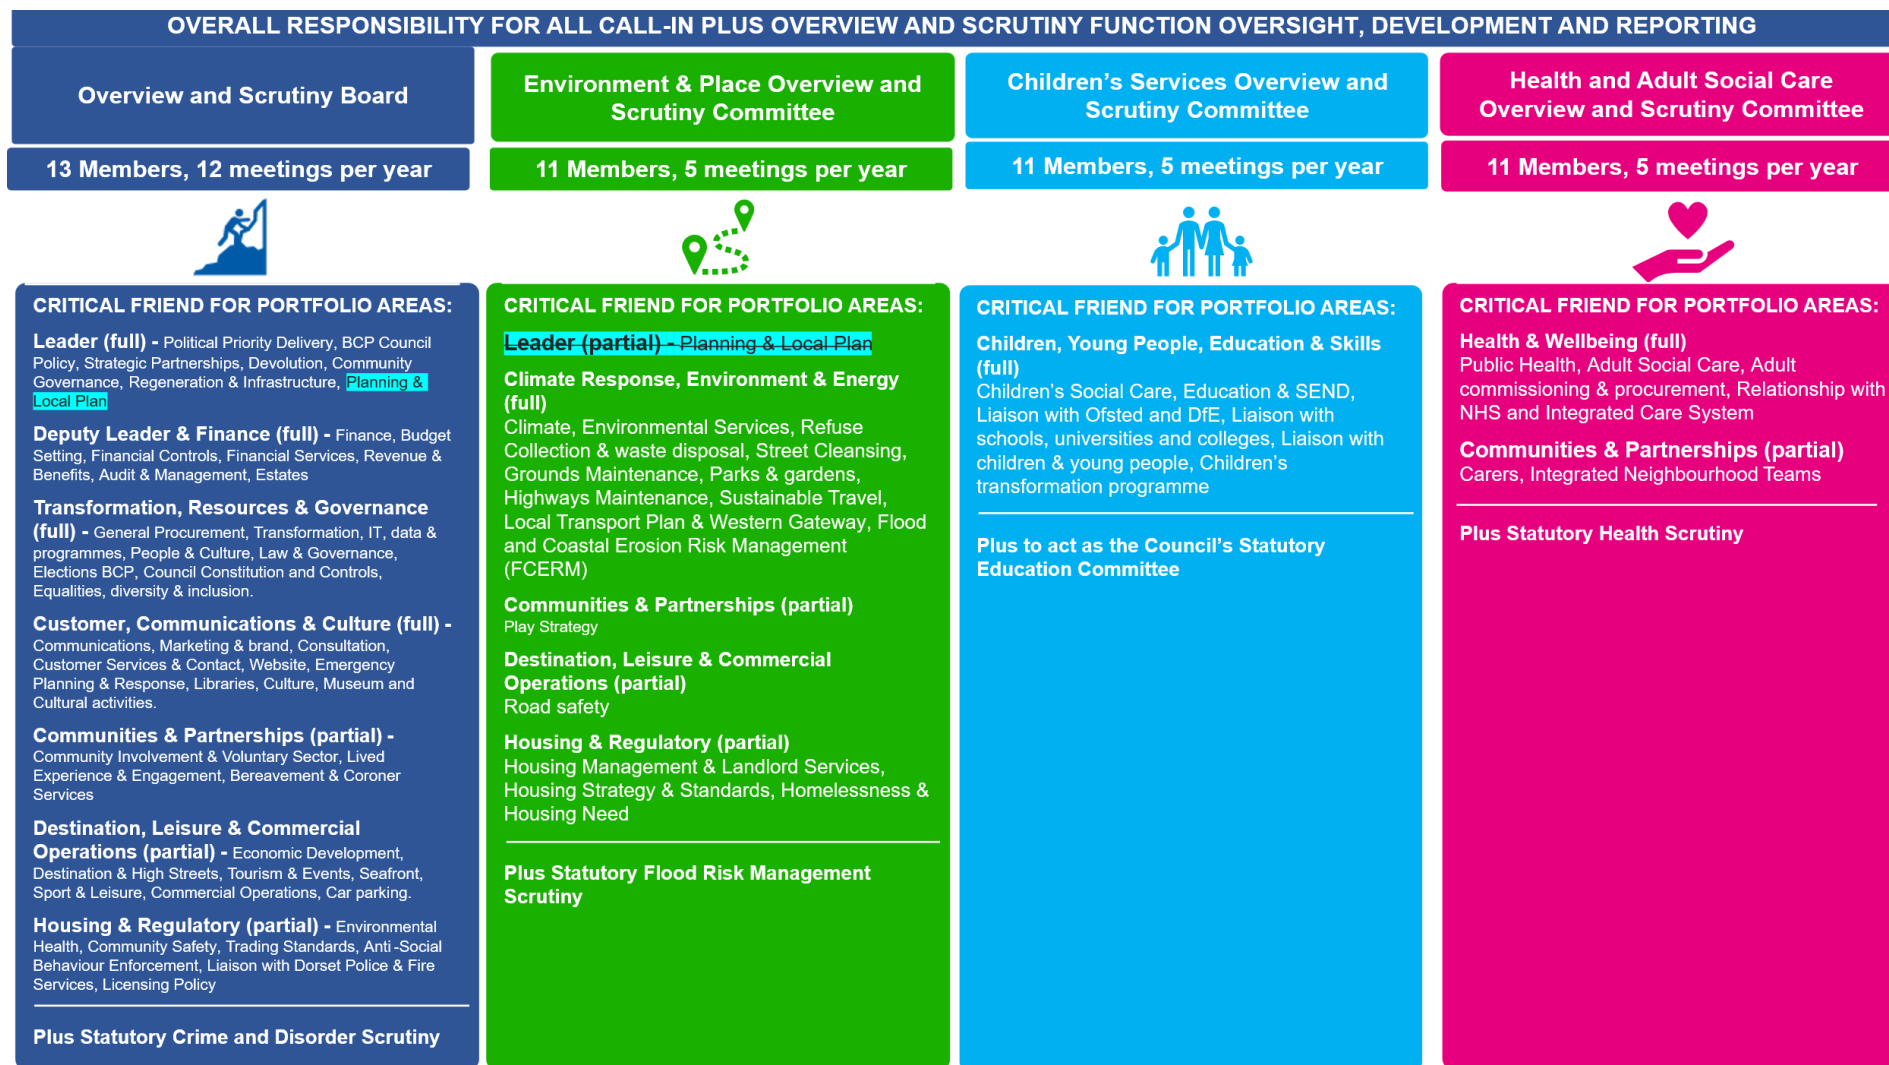 OVERALL RESPONSIBILITY FOR ALL CALL-IN PLUS OVERVIEW AND SCRUTINY FUNCTION OVERSIGHT, DEVELOPMENT AND REPORTING
Overview and Scrutiny Board
13 Members, 12 meetings per year
CRITICAL FRIEND FOR PORTFOLIO AREAS:
Leader (full) - Political Priority Delivery, BCP Council
Policy, Strategic Partnerships, Devolution, Community
Governance, Regeneration & Infrastructure, Planning &
Local Plan
Deputy Leader & Finance (full) - Finance, Budget
Setting, Financial Controls, Financial Services, Revenue &
Benefits, Audit & Management, Estates
Transformation, Resources & Governance
(full) - General Procurement, Transformation, IT, data &
programmes, People & Culture, Law & Governance,
Elections BCP, Council Constitution and Controls,
Equalities, diversity & inclusion.
Customer, Communications & Culture (full) -
Communications, Marketing & brand, Consultation,
Customer Services & Contact, Website, Emergency
Planning & Response, Libraries, Culture, Museum and
Cultural activities.
Communities & Partnerships (partial) -
Community Involvement & Voluntary Sector, Lived
Experience & Engagement, Bereavement & Coroner
Services
Destination, Leisure & Commercial
Operations (partial) - Economic Development,
Destination & High Streets, Tourism & Events, Seafront,
Sport & Leisure, Commercial Operations, Car parking.
Housing & Regulatory (partial) - Environmental
Health, Community Safety, Trading Standards, Anti-Social
Behaviour Enforcement, Liaison with Dorset Police & Fire
Services, Licensing Policy
Plus Statutory Crime and Disorder Scrutiny
Environment & Place Overview and
Scrutiny Committee
11 Members, 5 meetings per year
CRITICAL FRIEND FOR PORTFOLIO AREAS:
Leader (partial) - Planning & Local Plan
Climate Response, Environment & Energy
(full)
Climate, Environmental Services, Refuse
Collection & waste disposal, Street Cleansing,
Grounds Maintenance, Parks & gardens,
Highways Maintenance, Sustainable Travel,
Local Transport Plan & Western Gateway, Flood
and Coastal Erosion Risk Management
(FCERM)
Communities & Partnerships (partial)
Play Strategy
Destination, Leisure & Commercial
Operations (partial)
Road safety
Housing & Regulatory (partial)
Housing Management & Landlord Services,
Housing Strategy & Standards, Homelessness &
Housing Need
Plus Statutory Flood Risk Management
Scrutiny
Children's Services Overview and
Scrutiny Committee
11 Members, 5 meetings per year
CRITICAL FRIEND FOR PORTFOLIO AREAS:
Children, Young People, Education & Skills
(full)
Children's Social Care, Education & SEND,
Liaison with Ofsted and DfE, Liaison with
schools, universities and colleges, Liaison with
children & young people, Children's
transformation programme
Plus to act as the Council's Statutory
Education Committee
Health and Adult Social Care
Overview and Scrutiny Committee
11 Members, 5 meetings per year
CRITICAL FRIEND FOR PORTFOLIO AREAS:
Health & Wellbeing (full)
Public Health, Adult Social Care, Adult
commissioning & procurement, Relationship with
NHS and Integrated Care System
Communities & Partnerships (partial)
Carers, Integrated Neighbourhood Teams
Plus Statutory Health Scrutiny